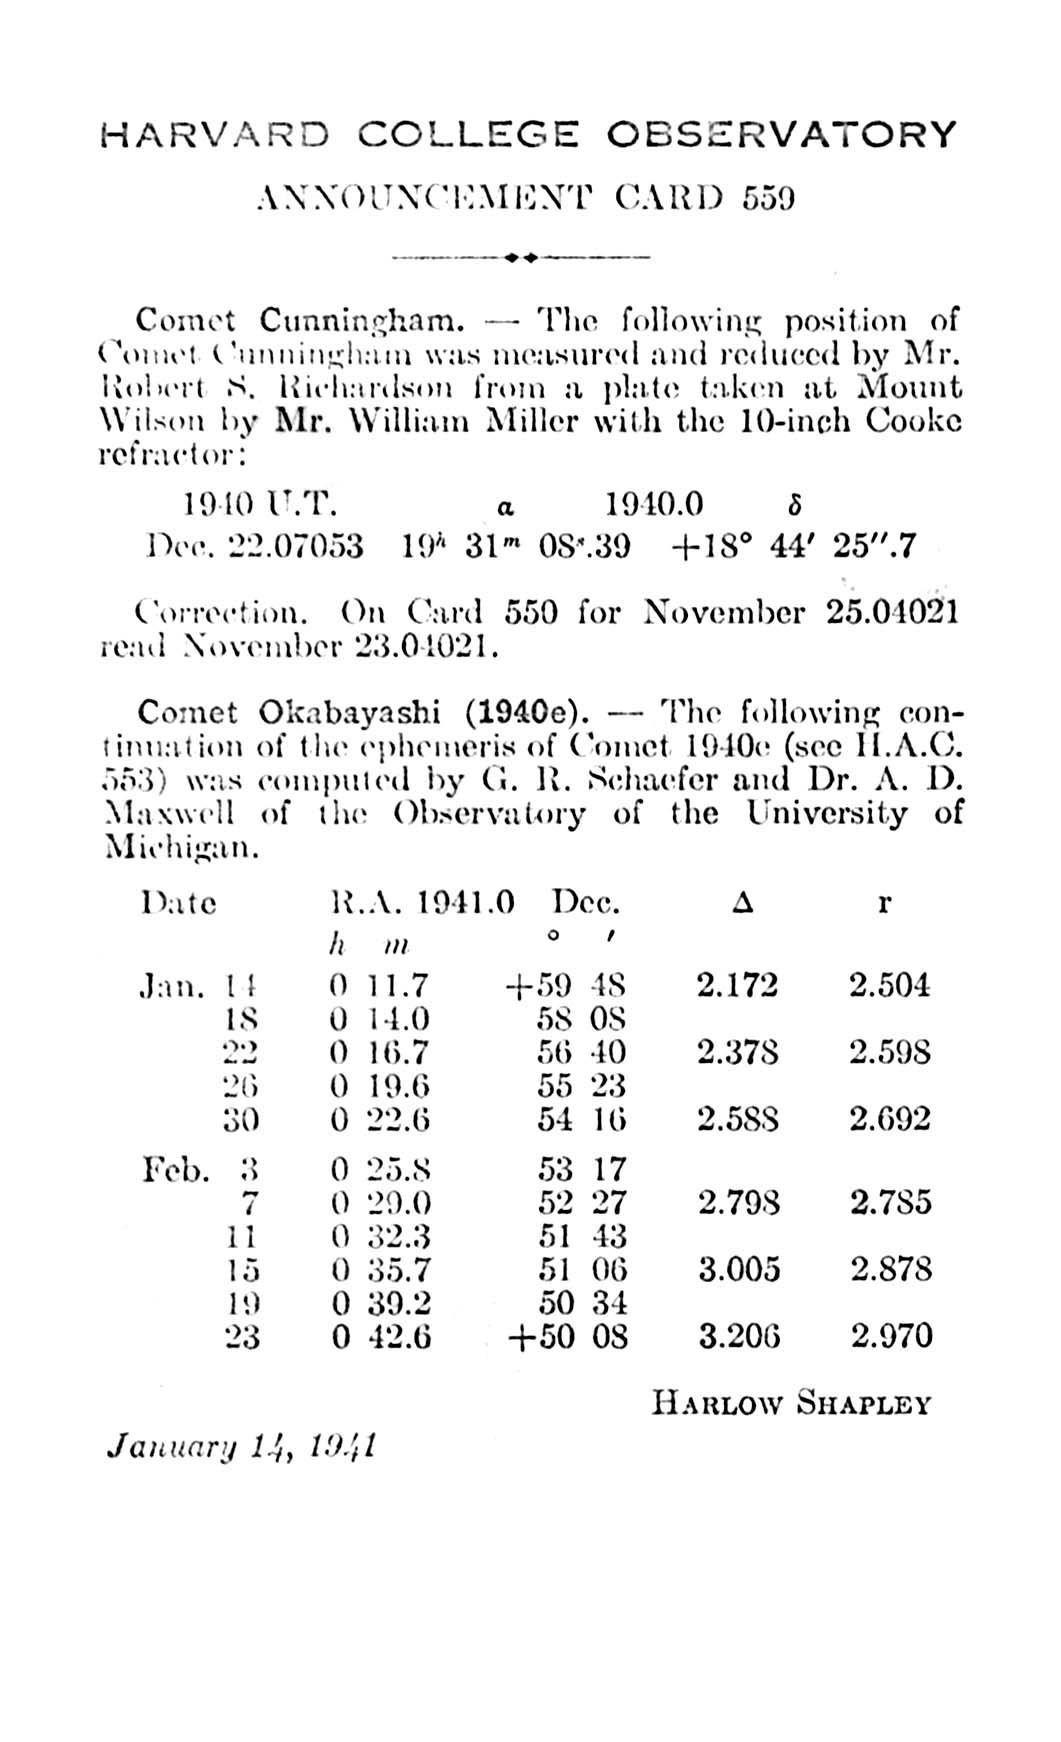 HARVARD COLLEGE OBSERVATORY
ANNOUNCEMENT CARD 559
Comet Cunningham. — The following position of
Comet Cunningham was measured and reduced by Mr.
Robert S. Richardson from a plate taken at Mount
Wilson by Mr. William Miller with the 10-inch Cooke
refractor:
1940 U.T. α 1940.0 δ
Dec. 22.07053 19ʰ 31ᵐ 08ˢ.39 +18° 44′ 25″.7
Correction. On Card 550 for November 25.04021
read November 23.04021.
Comet Okabayashi (1940e). — The following con-
tinuation of the ephemeris of Comet 1940e (see H.A.C.
553) was computed by G. R. Schaefer and Dr. A. D.
Maxwell of the Observatory of the University of
Michigan.
Date R.A. 1941.0 Dec. Δ r
h m ° ′
Jan. 14 0 11.7 +59 48 2.172 2.504
18 0 14.0 58 08
22 0 16.7 56 40 2.378 2.598
26 0 19.6 55 23
30 0 22.6 54 16 2.588 2.692
Feb. 3 0 25.8 53 17
7 0 29.0 52 27 2.798 2.785
11 0 32.3 51 43
15 0 35.7 51 06 3.005 2.878
19 0 39.2 50 34
23 0 42.6 +50 08 3.206 2.970
HARLOW SHAPLEY
January 14, 1941